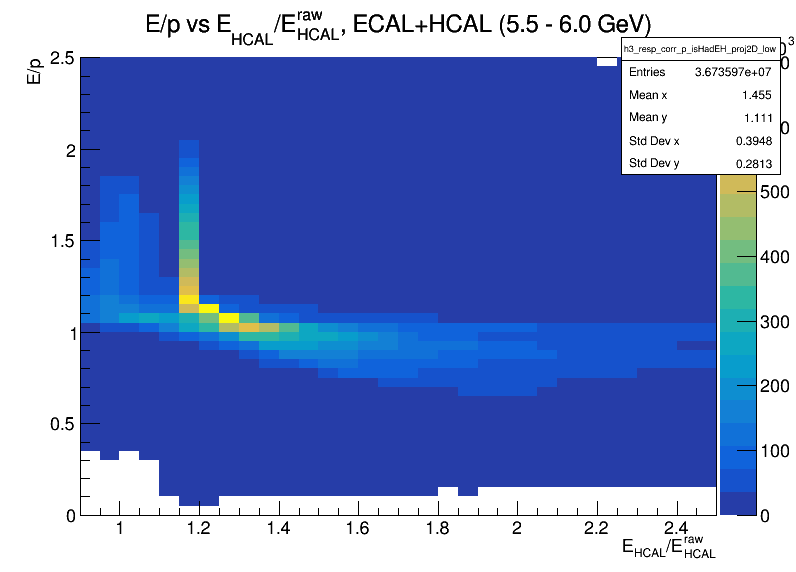 E/p vs E_HCAL/E^raw_HCAL, ECAL+HCAL (5.5 - 6.0 GeV)
h3_resp_corr_p_isHadEH_proj2D_low
Entries 3.673597e+07
Mean x 1.455
Mean y 1.111
Std Dev x 0.3948
Std Dev y 0.2813
E/p
2.5
2
1.5
1
0.5
0
1 1.2 1.4 1.6 1.8 2 2.2 2.4
E_HCAL/E^raw_HCAL
3
500
400
300
200
100
0